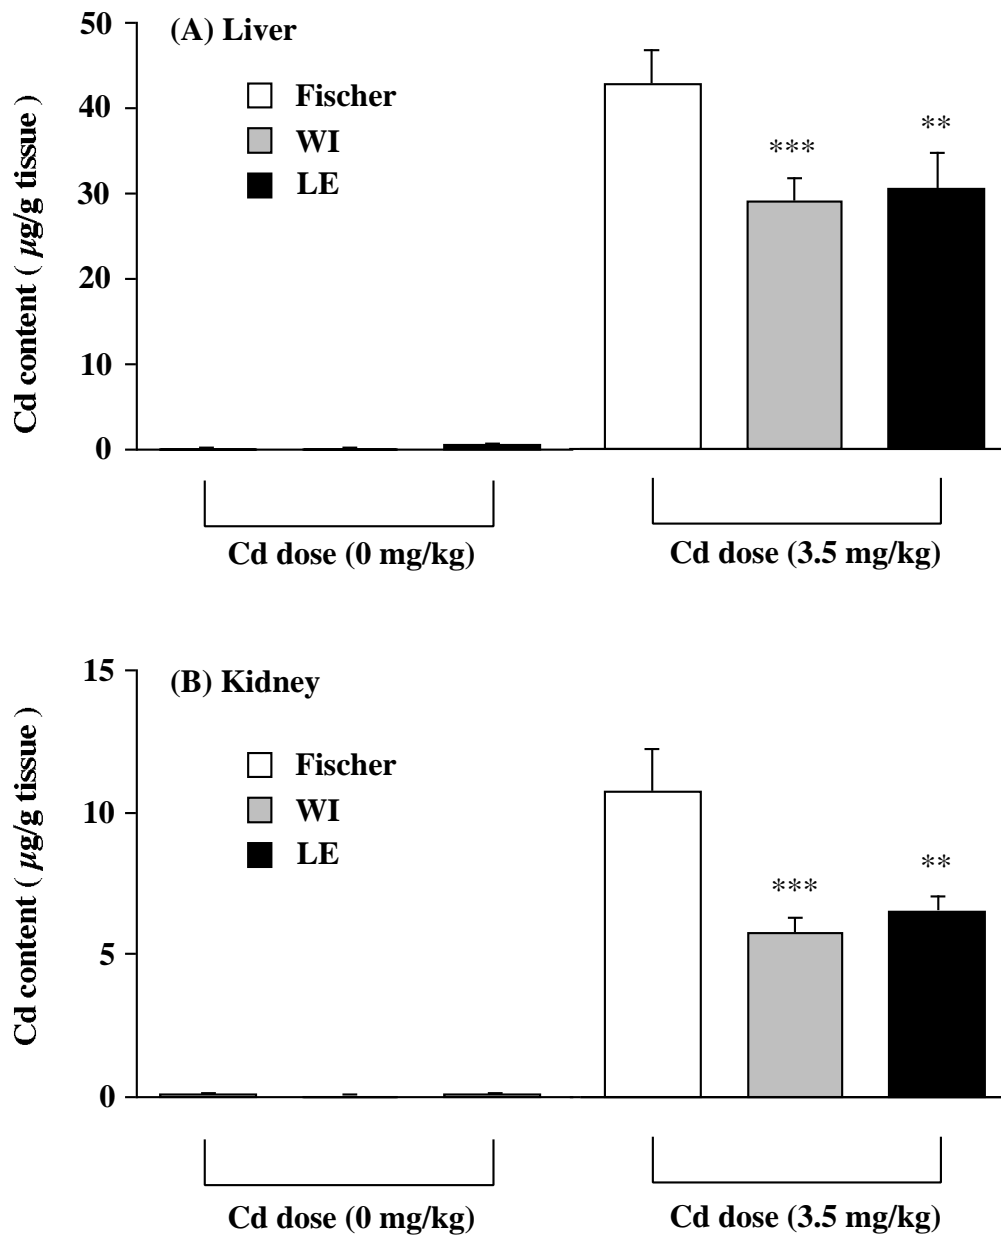 (A) Liver
Cd content ( µg/g tissue )
50
40
30
20
10
0
Fischer
WI
LE
***
**
Cd dose (0 mg/kg)
Cd dose (3.5 mg/kg)
(B) Kidney
Cd content ( µg/g tissue )
15
10
5
0
Fischer
WI
LE
***
**
Cd dose (0 mg/kg)
Cd dose (3.5 mg/kg)